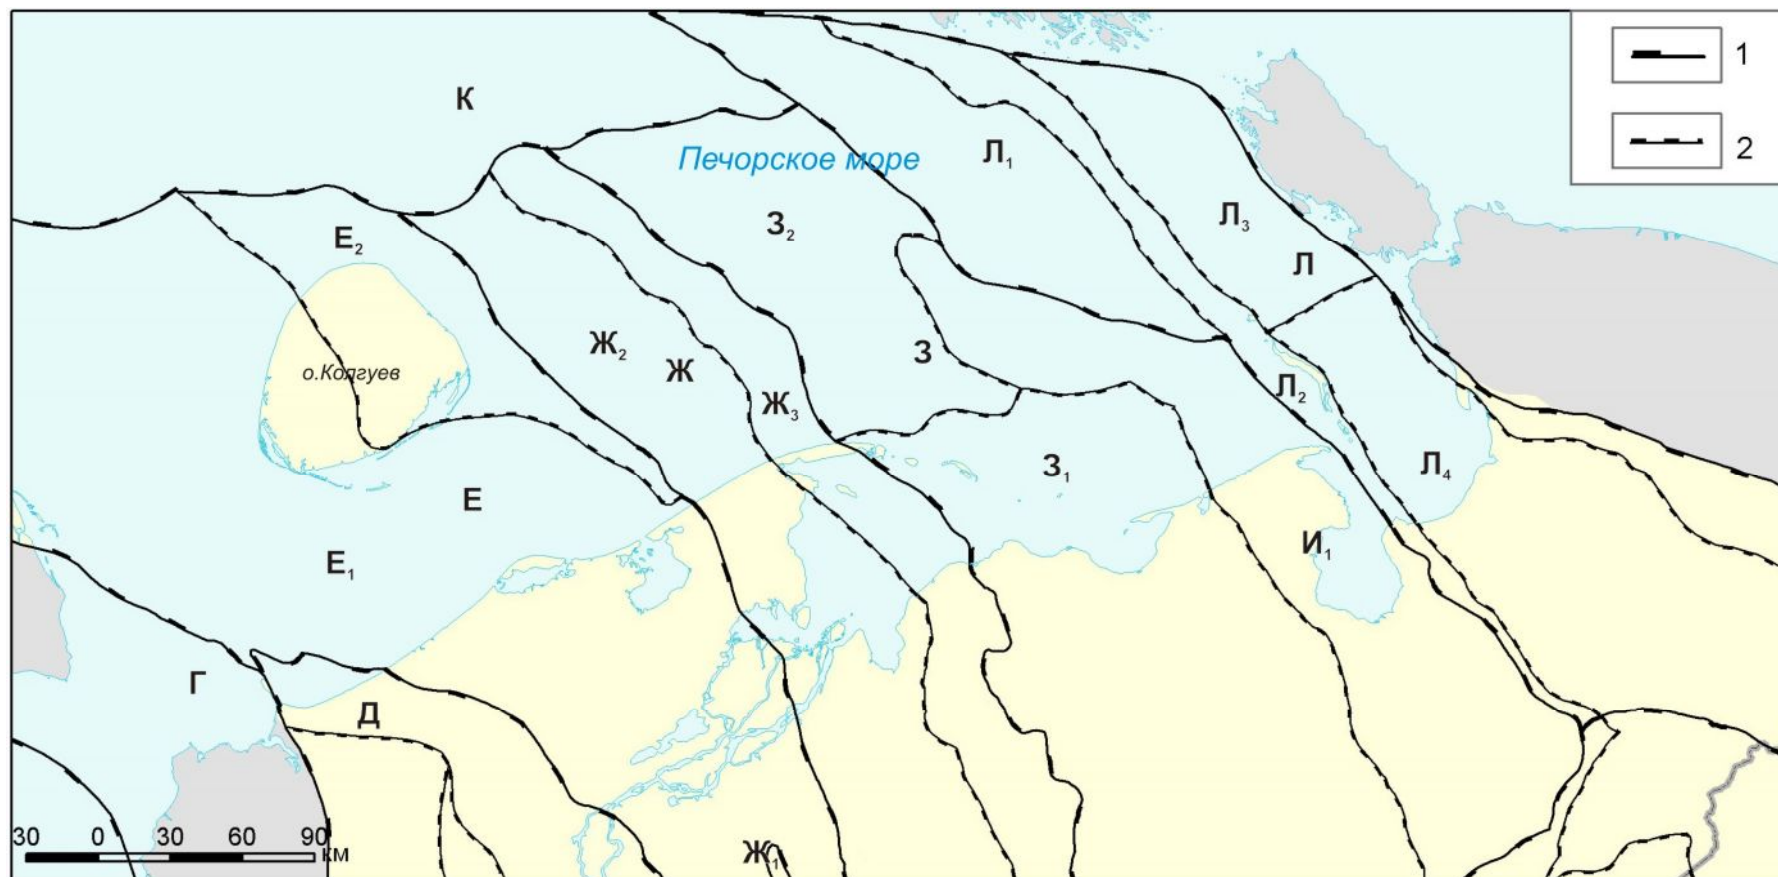 1
К
Л₁
2
Печорское море
З₂
Л₃
Е₂
Л
Ж₂
З
о.Колгуев
Ж
Л₂
Ж₃
З₁
Л₄
Е
И₁
Е₁
Г
Д
30 0 30 60 90 км
Ж₁